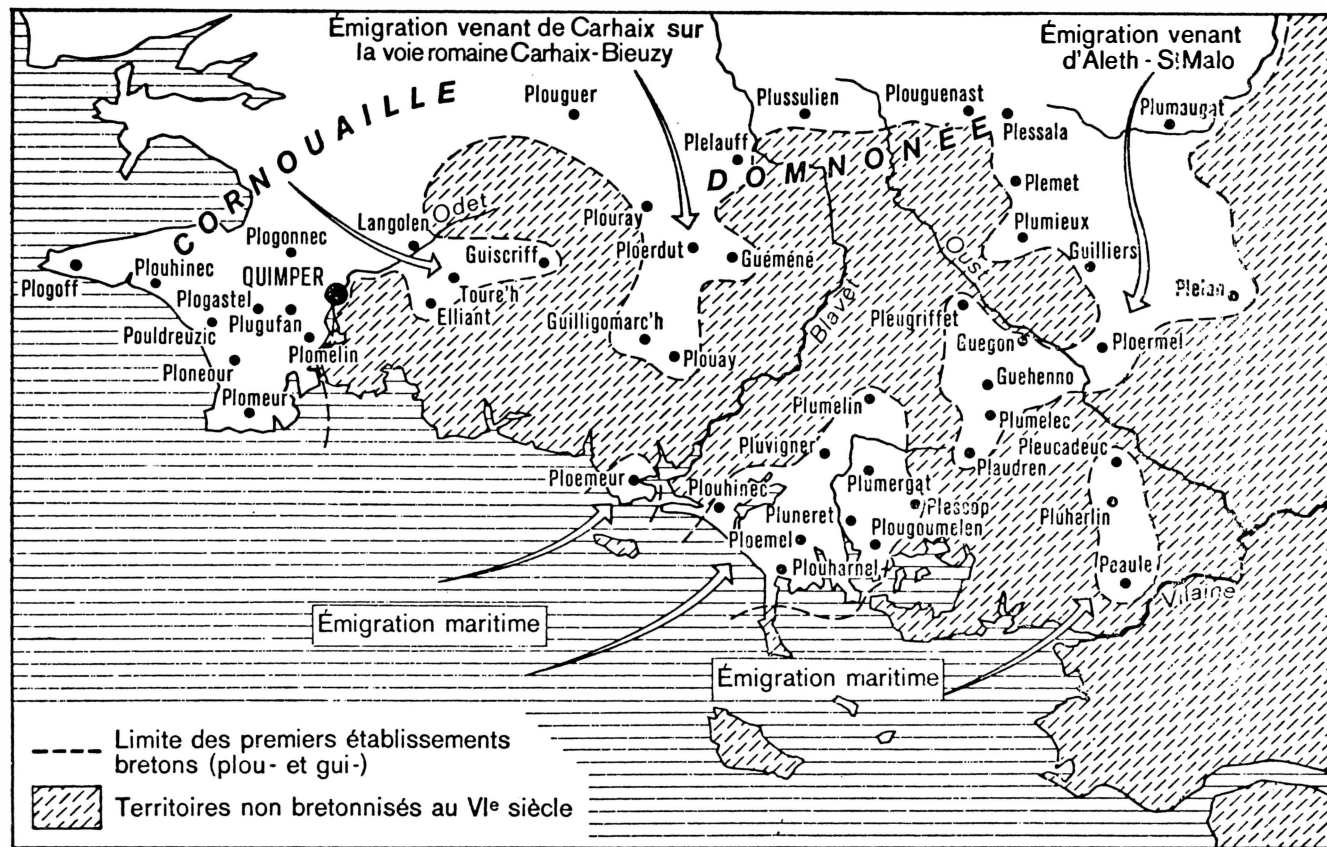 Émigration venant de Carhaix sur
la voie romaine Carhaix-Bieuzy
Émigration venant
d'Aleth - St Malo
CORNOUAILLE
DOMNONÉE
Plouguer
Plussulien
Plouguenast
Plessala
Plumaugat
Plelauff
Plemet
Langolen
Odet
Plouray
Plumieux
Plogonnec
Guiscriff
Ploerdut
Guéméné
Oust
Guilliers
Plogoff
Plouhinec
QUIMPER
Toure'h
Elliant
Plelan
Plogastel
Plugufan
Blavet
Pleugriffet
Pouldreuzic
Plomelin
Guilligomarc'h
Plouay
Guegon
Ploermel
Ploneour
Guehenno
Plomeur
Plumelin
Plumelec
Pluvigner
Pleucadeuc
Plaudren
Ploemeur
Plouhinec
Plumergat
Plescop
Pluherlin
Pluneret
Plougoumelen
Ploemel
Plouharnel
Peaule
Vilaine
Émigration maritime
Émigration maritime
Limite des premiers établissements
bretons (plou- et gui-)
Territoires non bretonnisés au VIe siècle